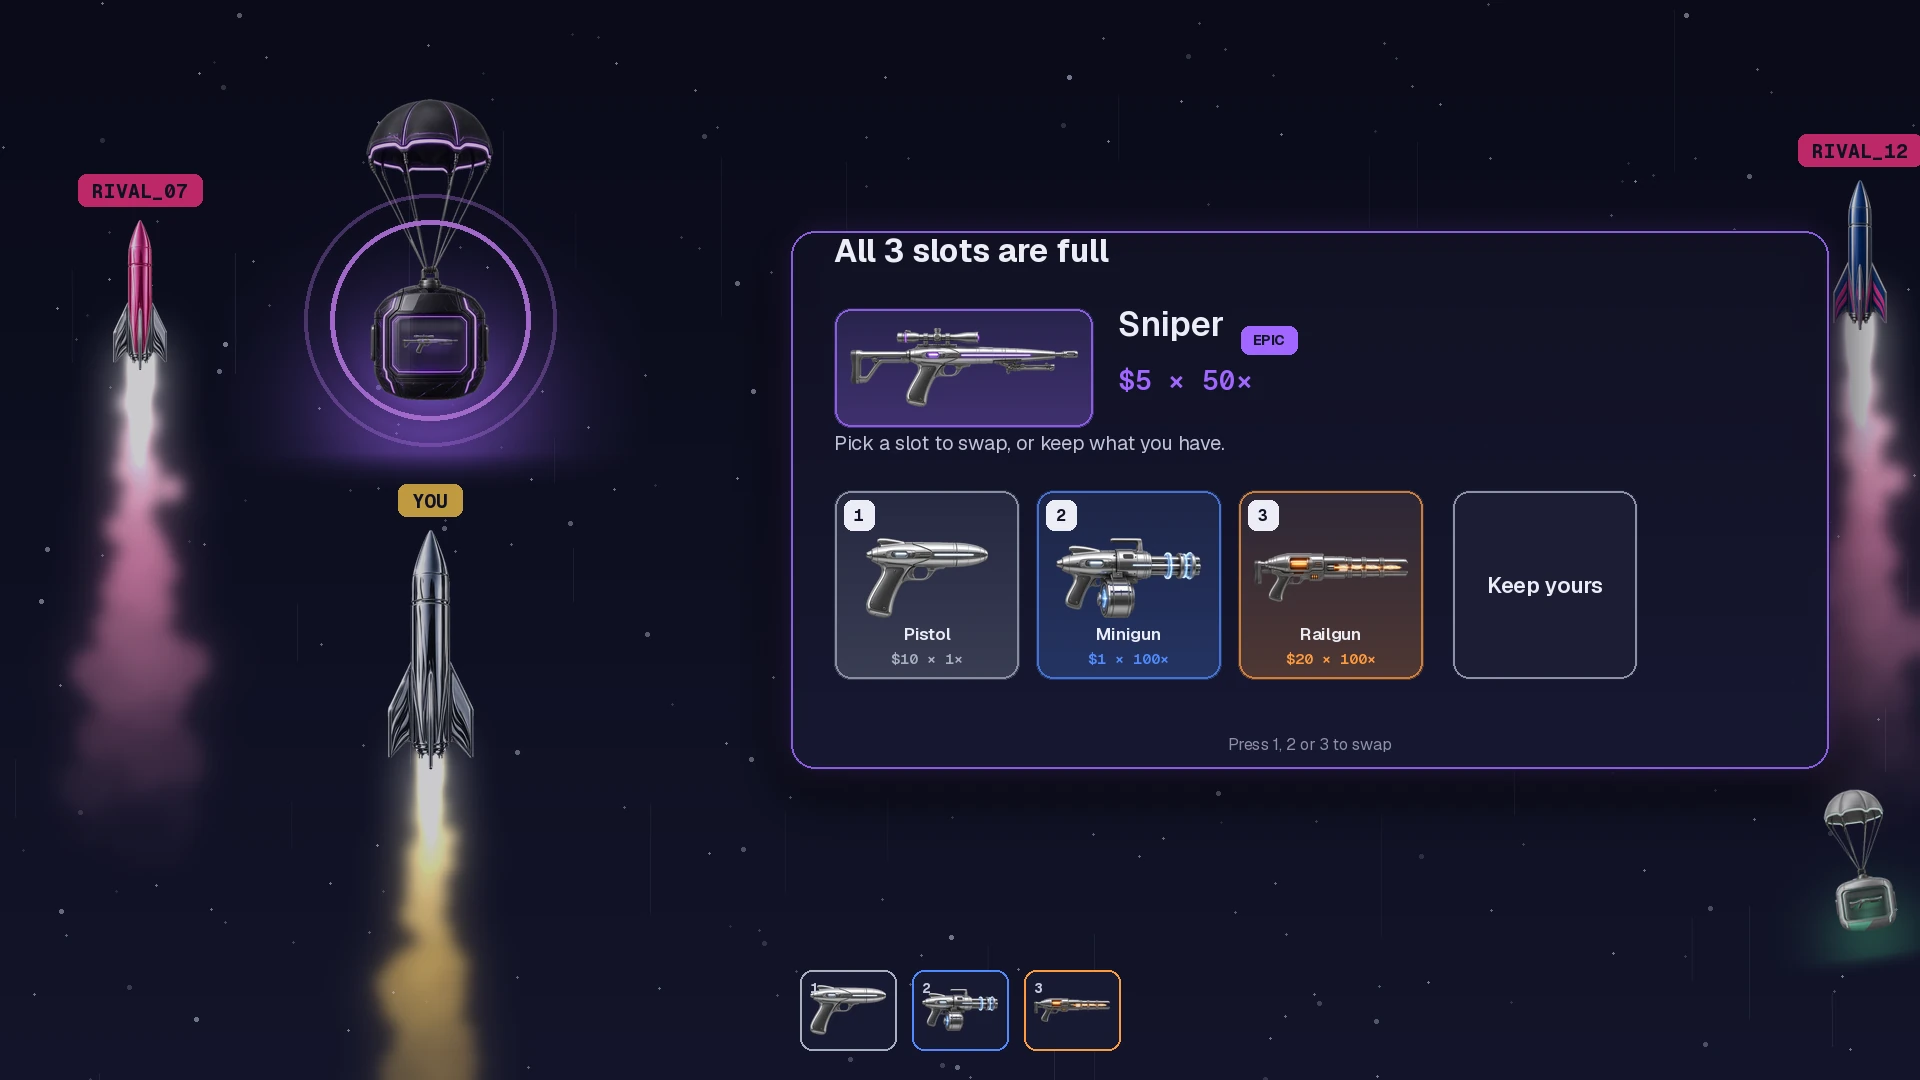 RIVAL_12
RIVAL_07
All 3 slots are full
Sniper EPIC
$5 × 50×
Pick a slot to swap, or keep what you have.
YOU
1
2
3
Keep yours
Pistol
$10 × 1×
Minigun
$1 × 100×
Railgun
$20 × 100×
Press 1, 2 or 3 to swap
1
2
3